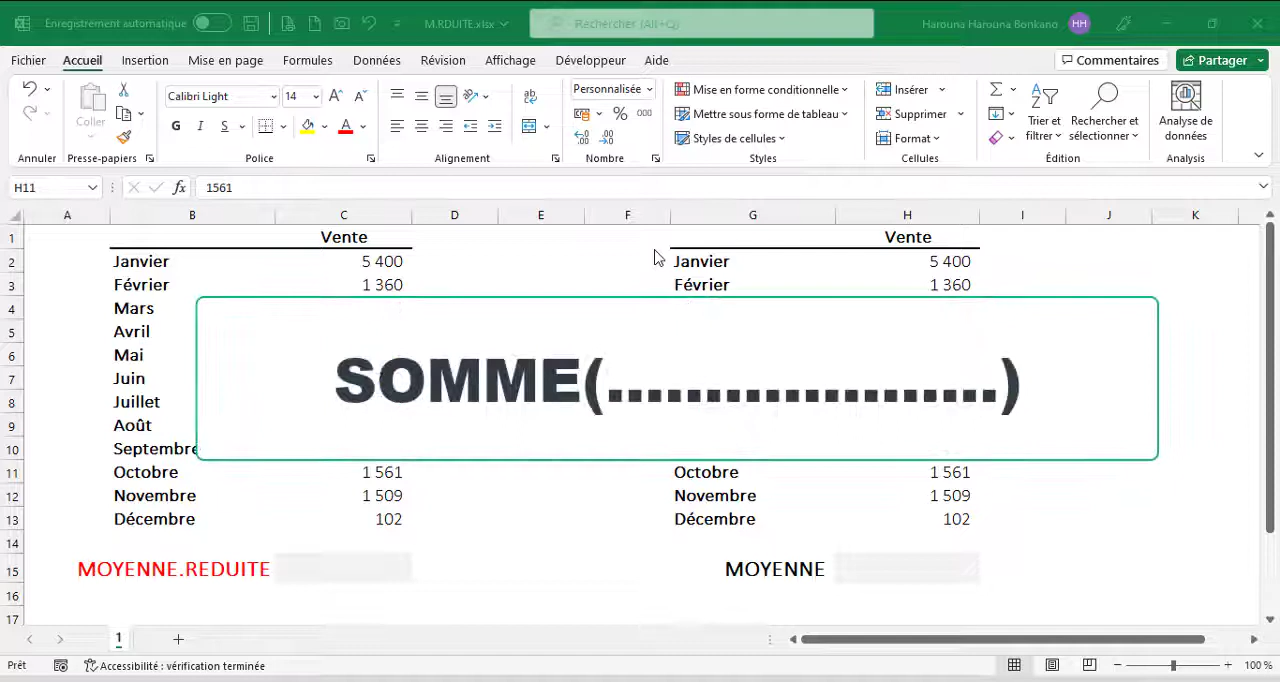 Enregistrement automatique M.RDUITE.xlsx Rechercher (Alt+Q) Harouna Harouna Bonkano HH
Fichier Accueil Insertion Mise en page Formules Données Révision Affichage Développeur Aide Commentaires Partager
Coller
Calibri Light 14
G I S
Personnalisée
% 000
Mise en forme conditionnelle
Mettre sous forme de tableau
Styles de cellules
Insérer
Supprimer
Format
Trier et filtrer
Rechercher et sélectionner
Analyse de données
Annuler Presse-papiers Police Alignement Nombre Styles Cellules Édition Analysis
H11 fx 1561
A B C D E F G H I J K
1 Vente Vente
2 Janvier 5 400 Janvier 5 400
3 Février 1 360 Février 1 360
4 Mars
5 Avril
6 Mai
7 Juin
8 Juillet
9 Août
10 Septembre
SOMME(....................)
11 Octobre 1 561 Octobre 1 561
12 Novembre 1 509 Novembre 1 509
13 Décembre 102 Décembre 102
14
15 MOYENNE.REDUITE MOYENNE
16
17
1
Prêt Accessibilité : vérification terminée 100 %